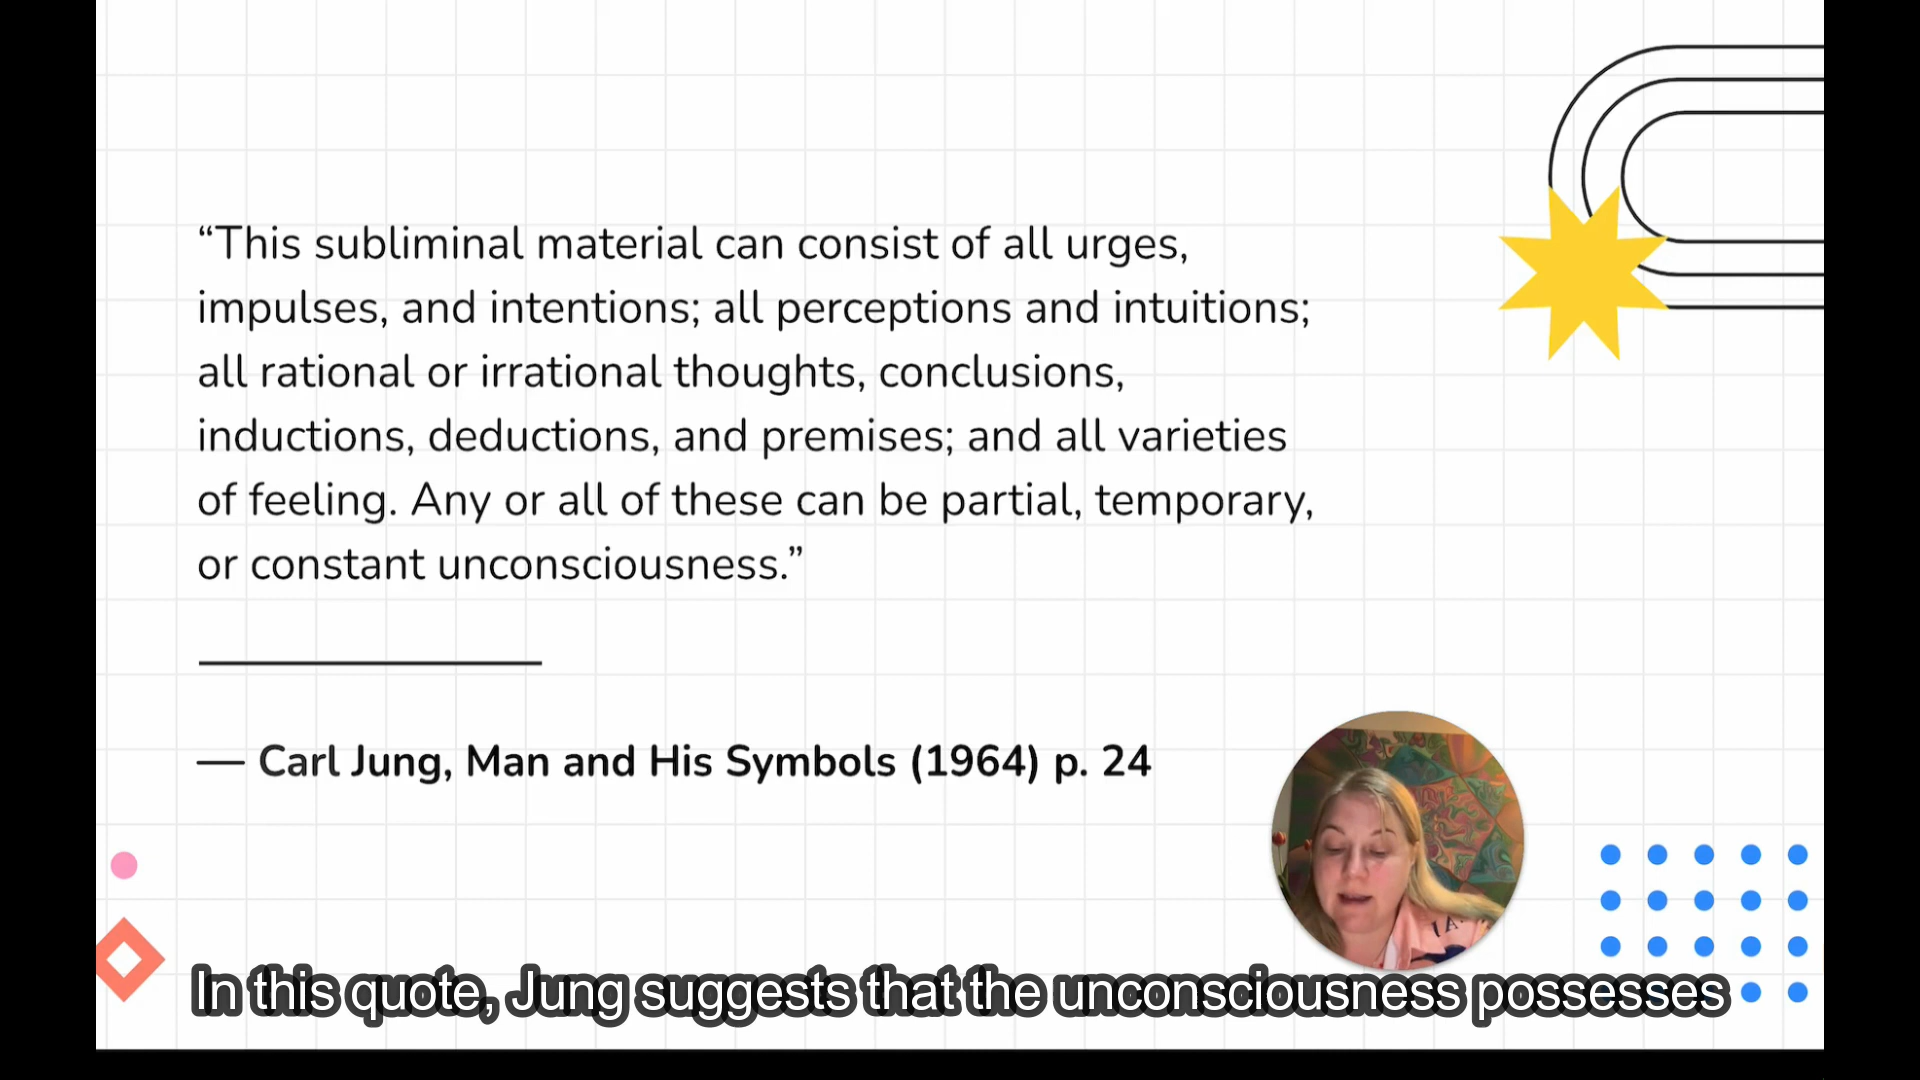 “This subliminal material can consist of all urges,
impulses, and intentions; all perceptions and intuitions;
all rational or irrational thoughts, conclusions,
inductions, deductions, and premises; and all varieties
of feeling. Any or all of these can be partial, temporary,
or constant unconsciousness.”
— Carl Jung, Man and His Symbols (1964) p. 24
In this quote, Jung suggests that the unconsciousness possesses